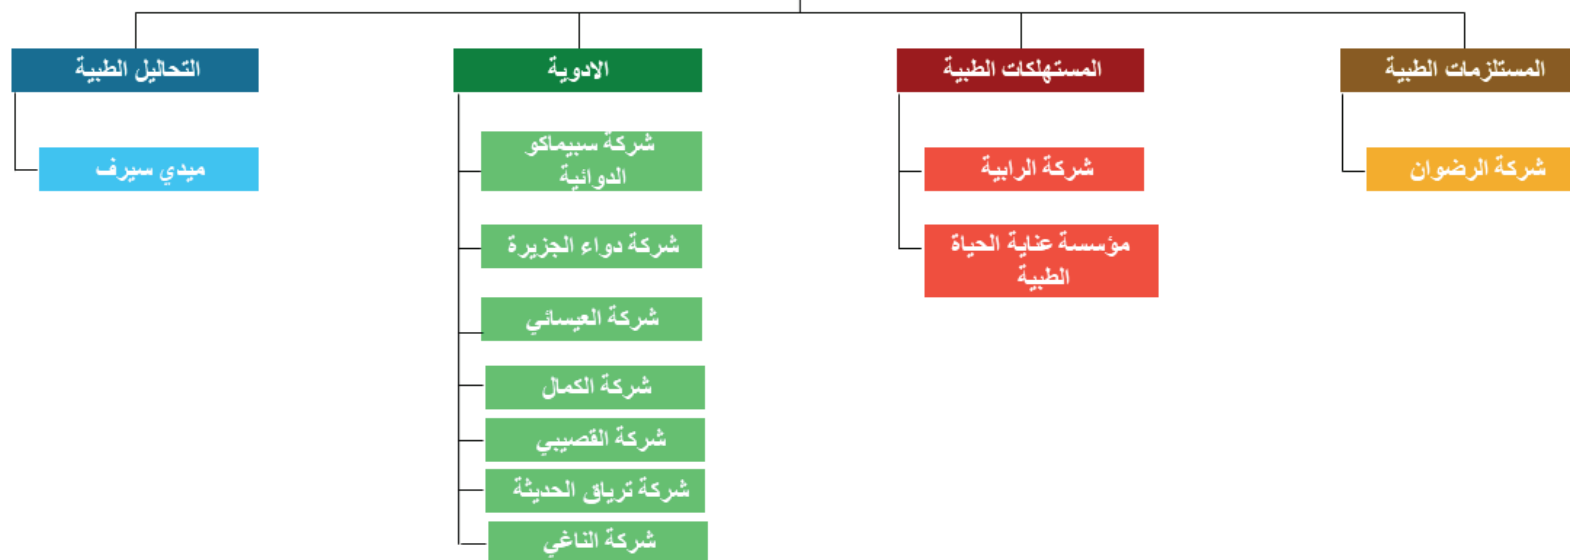 المستلزمات الطبية
المستهلكات الطبية
الادوية
التحاليل الطبية
شركة الرضوان
شركة الرابية
مؤسسة عناية الحياة
الطبية
شركة سبيماكو
الدوائية
شركة دواء الجزيرة
شركة العيسائي
شركة الكمال
شركة القصيبي
شركة ترياق الحديثة
شركة الناغي
ميدي سيرف